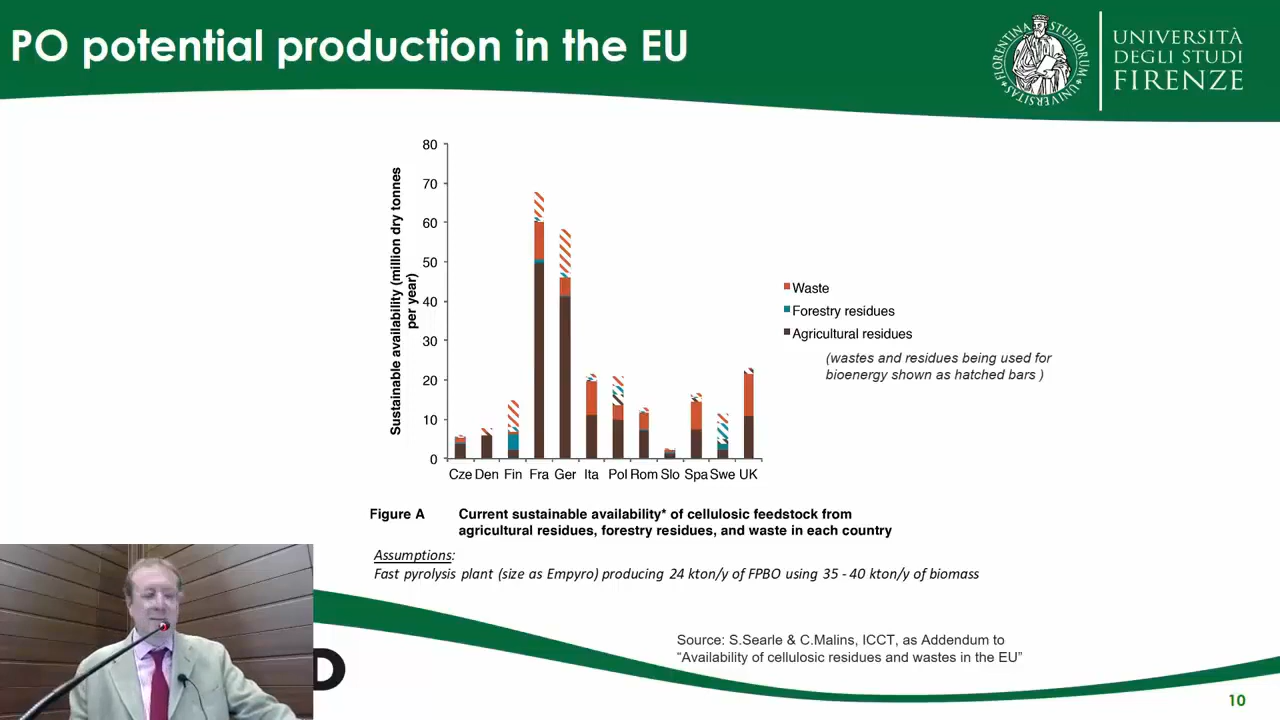 PO potential production in the EU
UNIVERSITÀ
DEGLI STUDI
FIRENZE
FLORENTINA STUDIORUM UNIVERSITAS
Sustainable availability (million dry tonnes
per year)
80
70
60
50
40
30
20
10
0
Cze Den Fin Fra Ger Ita Pol Rom Slo Spa Swe UK
Waste
Forestry residues
Agricultural residues
(wastes and residues being used for
bioenergy shown as hatched bars )
Figure A Current sustainable availability* of cellulosic feedstock from
agricultural residues, forestry residues, and waste in each country
Assumptions:
Fast pyrolysis plant (size as Empyro) producing 24 kton/y of FPBO using 35 - 40 kton/y of biomass
Source: S.Searle & C.Malins, ICCT, as Addendum to
“Availability of cellulosic residues and wastes in the EU”
D
10